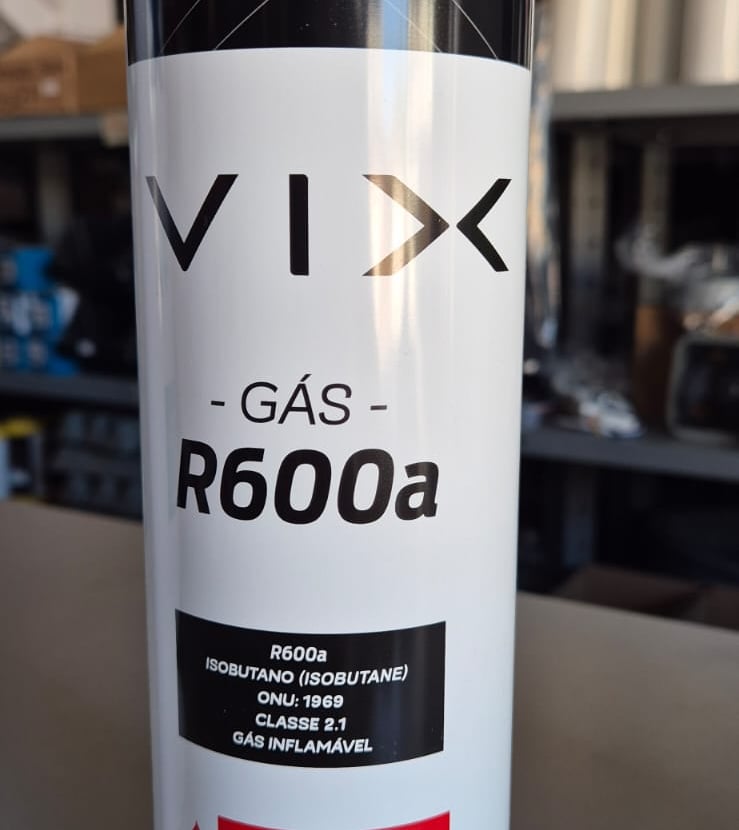 VIX
- GÁS -
R600a
R600a
ISOBUTANO (ISOBUTANE)
ONU: 1969
CLASSE 2.1
GÁS INFLAMÁVEL